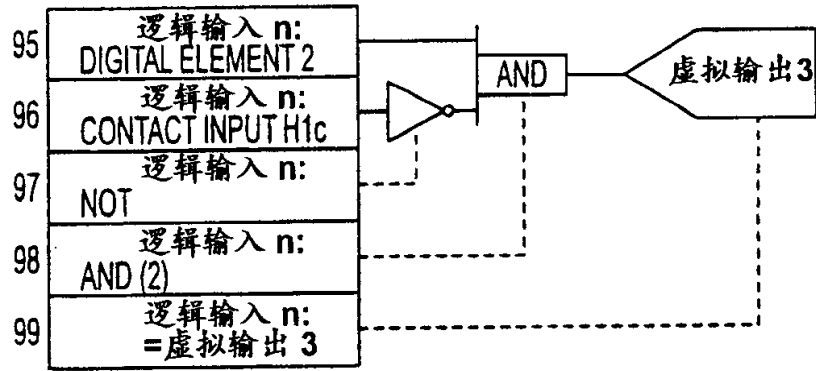 95
逻辑输入 n:
DIGITAL ELEMENT 2
96
逻辑输入 n:
CONTACT INPUT H1c
97
逻辑输入 n:
NOT
98
逻辑输入 n:
AND (2)
99
逻辑输入 n:
=虚拟输出 3
AND
虚拟输出3